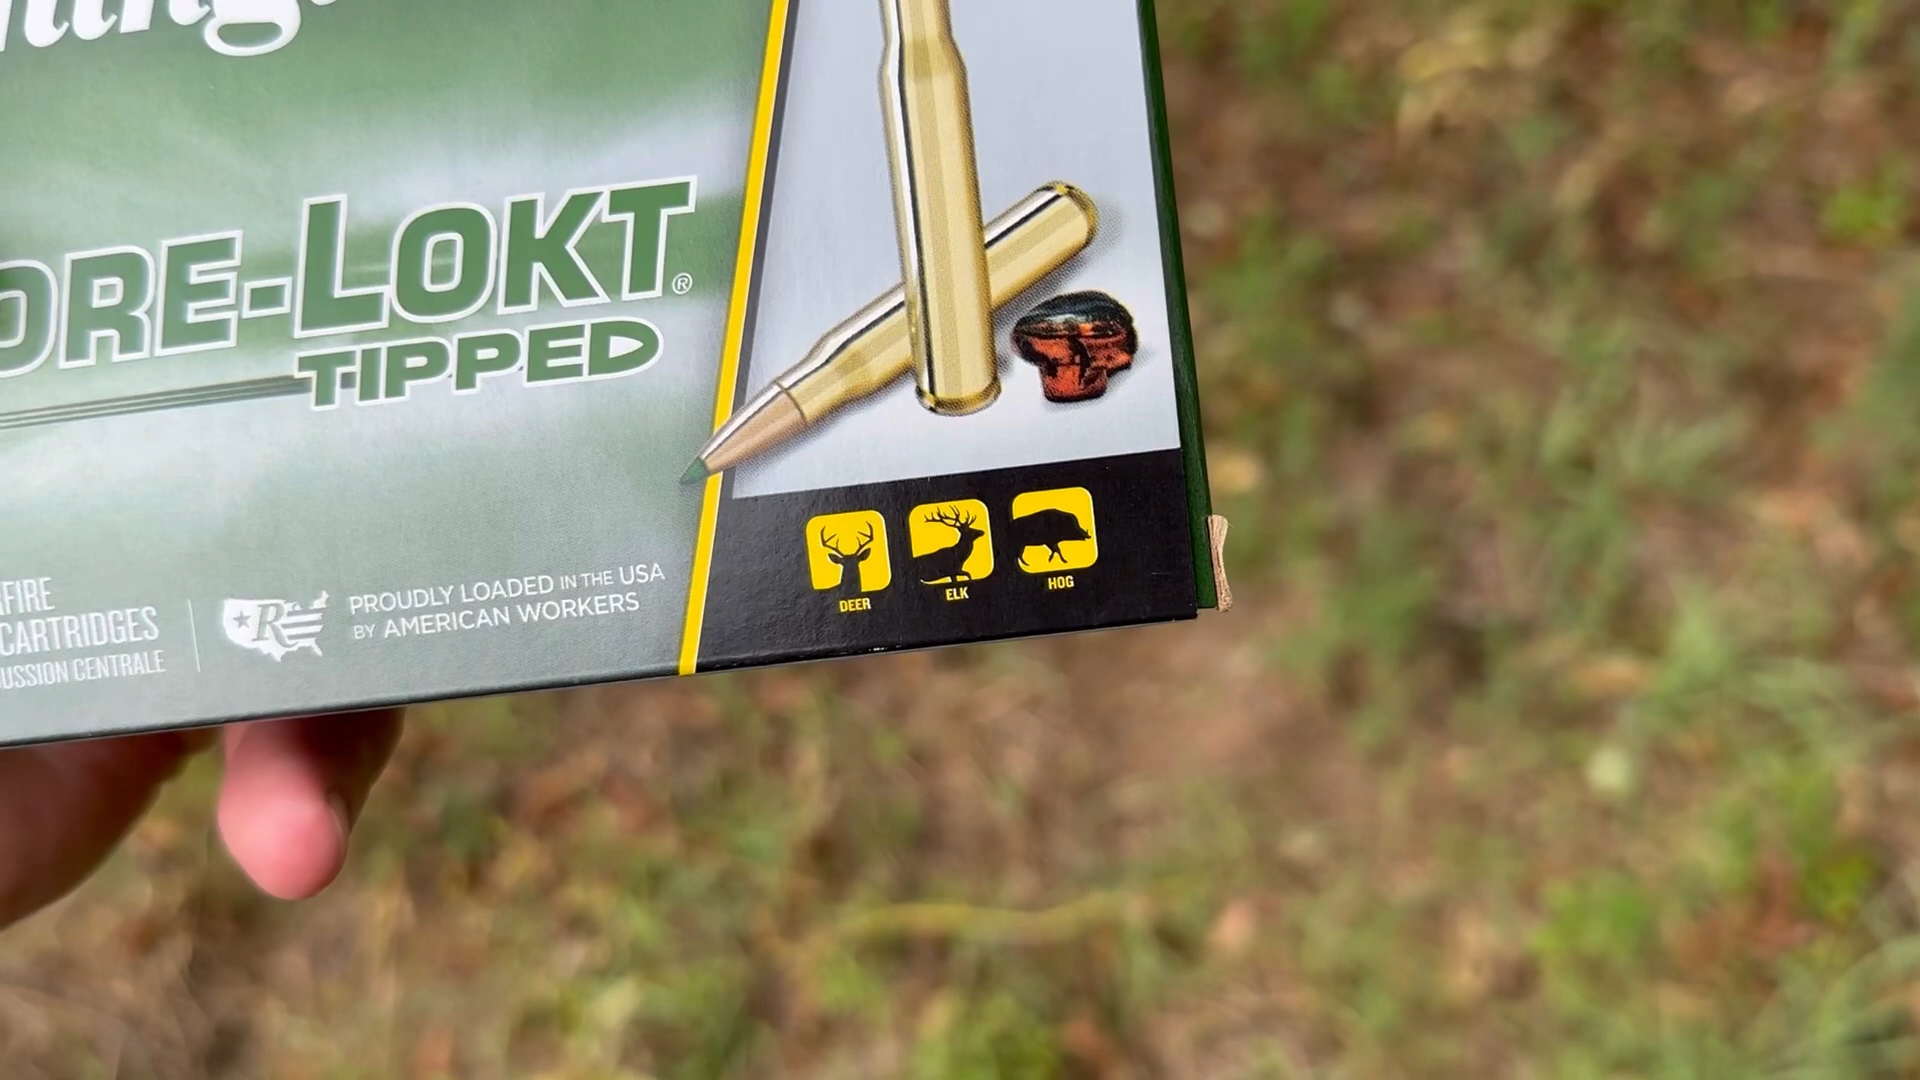 ORE-LOKT®
TIPPED
FIRE
CARTRIDGES
USSION CENTRALE
R
PROUDLY LOADED IN THE USA
BY AMERICAN WORKERS
DEER
ELK
HOG